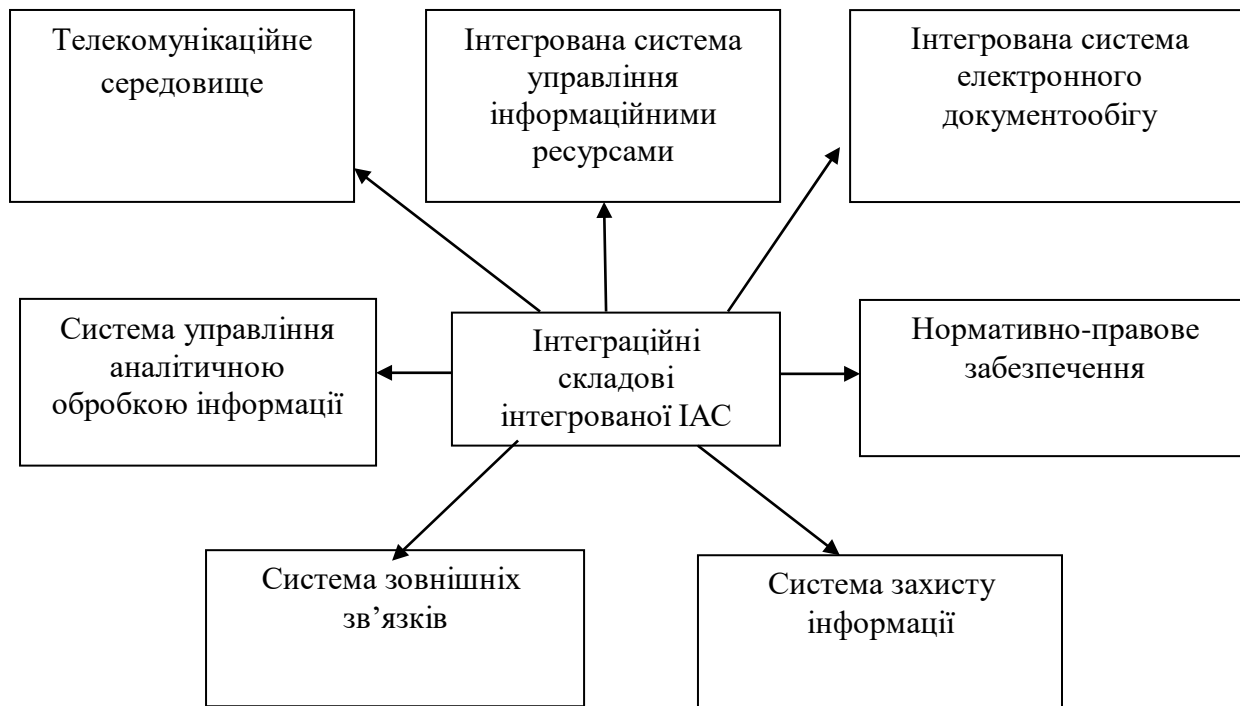 Телекомунікаційне
середовище
Інтегрована система
управління
інформаційними
ресурсами
Інтегрована система
електронного
документообігу
Система управління
аналітичною
обробкою інформації
Інтеграційні
складові
інтегрованої ІАС
Нормативно-правове
забезпечення
Система зовнішніх
зв’язків
Система захисту
інформації